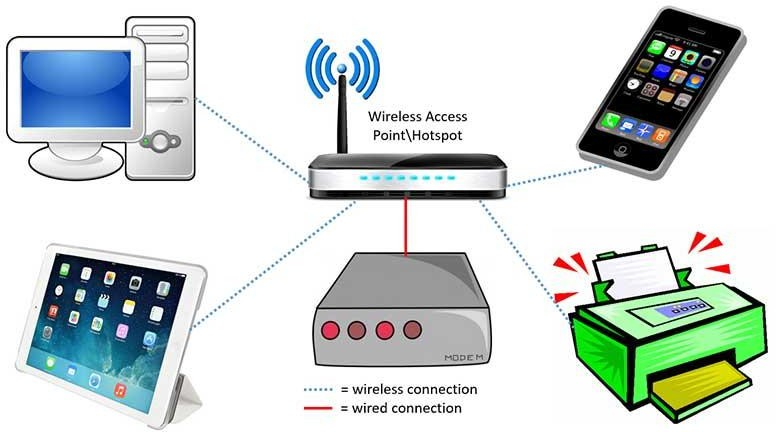 Wireless Access
Point\Hotspot
MODEM
= wireless connection
= wired connection